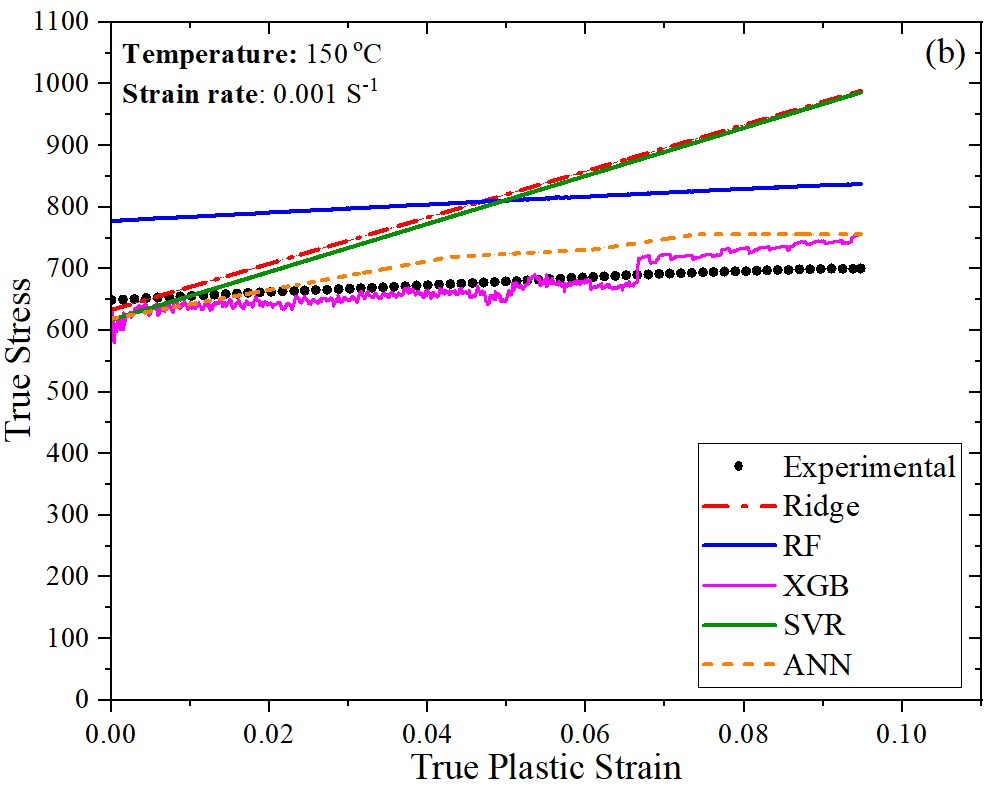 1100
1000
900
800
700
600
500
400
300
200
100
0
True Stress
Temperature: 150 °C
Strain rate: 0.001 S⁻¹
(b)
Experimental
Ridge
RF
XGB
SVR
ANN
0.00 0.02 0.04 0.06 0.08 0.10
True Plastic Strain